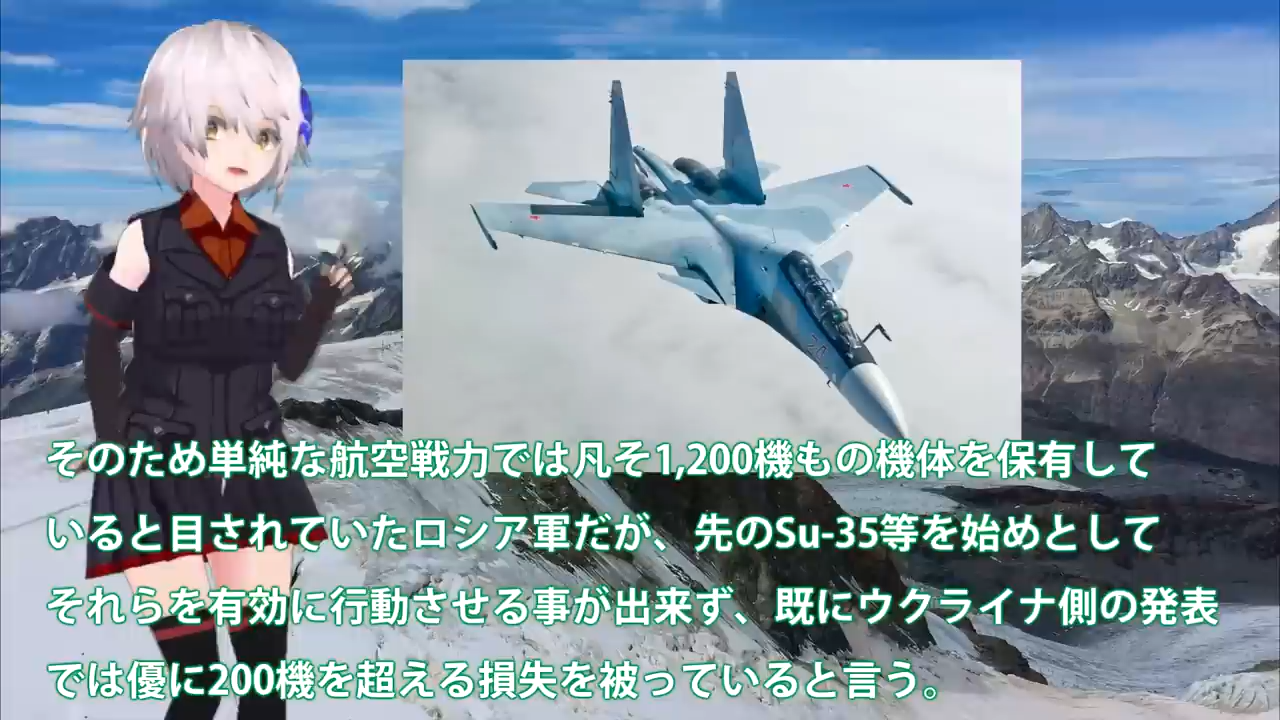 そのため単純な航空戦力では凡そ1,200機もの機体を保有して
いると目されていたロシア軍だが、先のSu-35等を始めとして
それらを有効に行動させる事が出来ず、既にウクライナ側の発表
では優に200機を超える損失を被っていると言う。